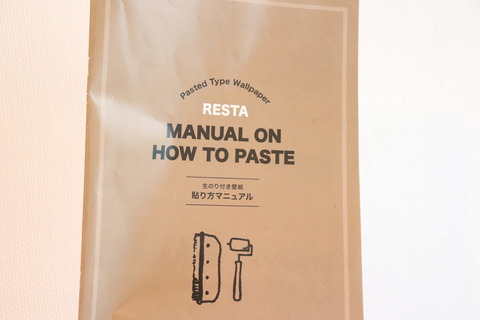 Pasted Type Wallpaper
RESTA
MANUAL ON
HOW TO PASTE
生のり付き壁紙
貼り方マニュアル